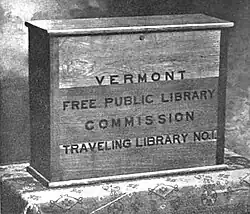 VERMONT
FREE PUBLIC LIBRARY
COMMISSION
TRAVELING LIBRARY NO.1.